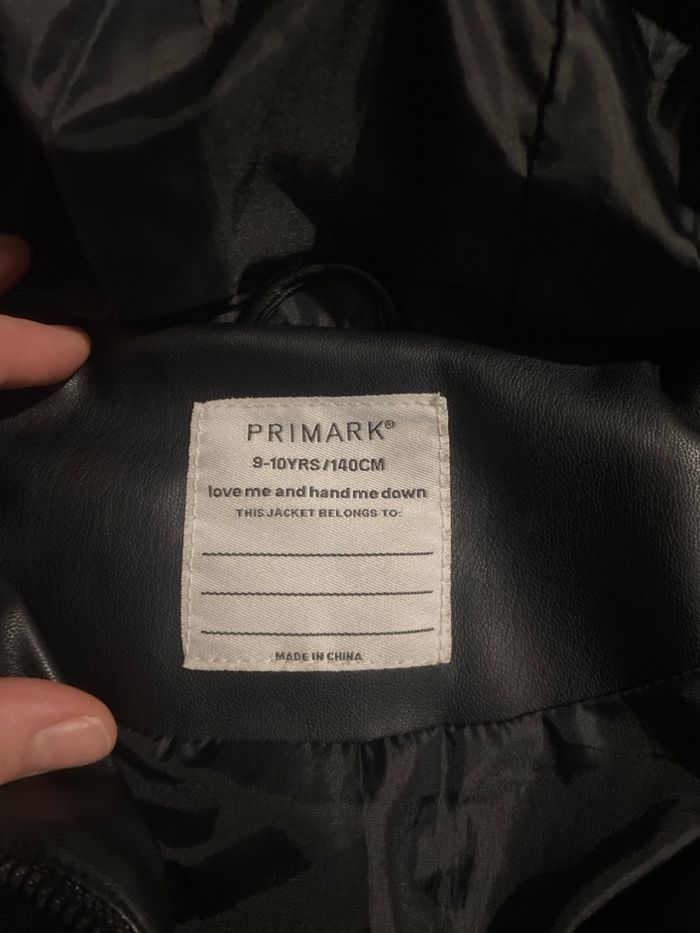 PRIMARK®
9-10YRS/140CM
love me and hand me down
THIS JACKET BELONGS TO:
MADE IN CHINA